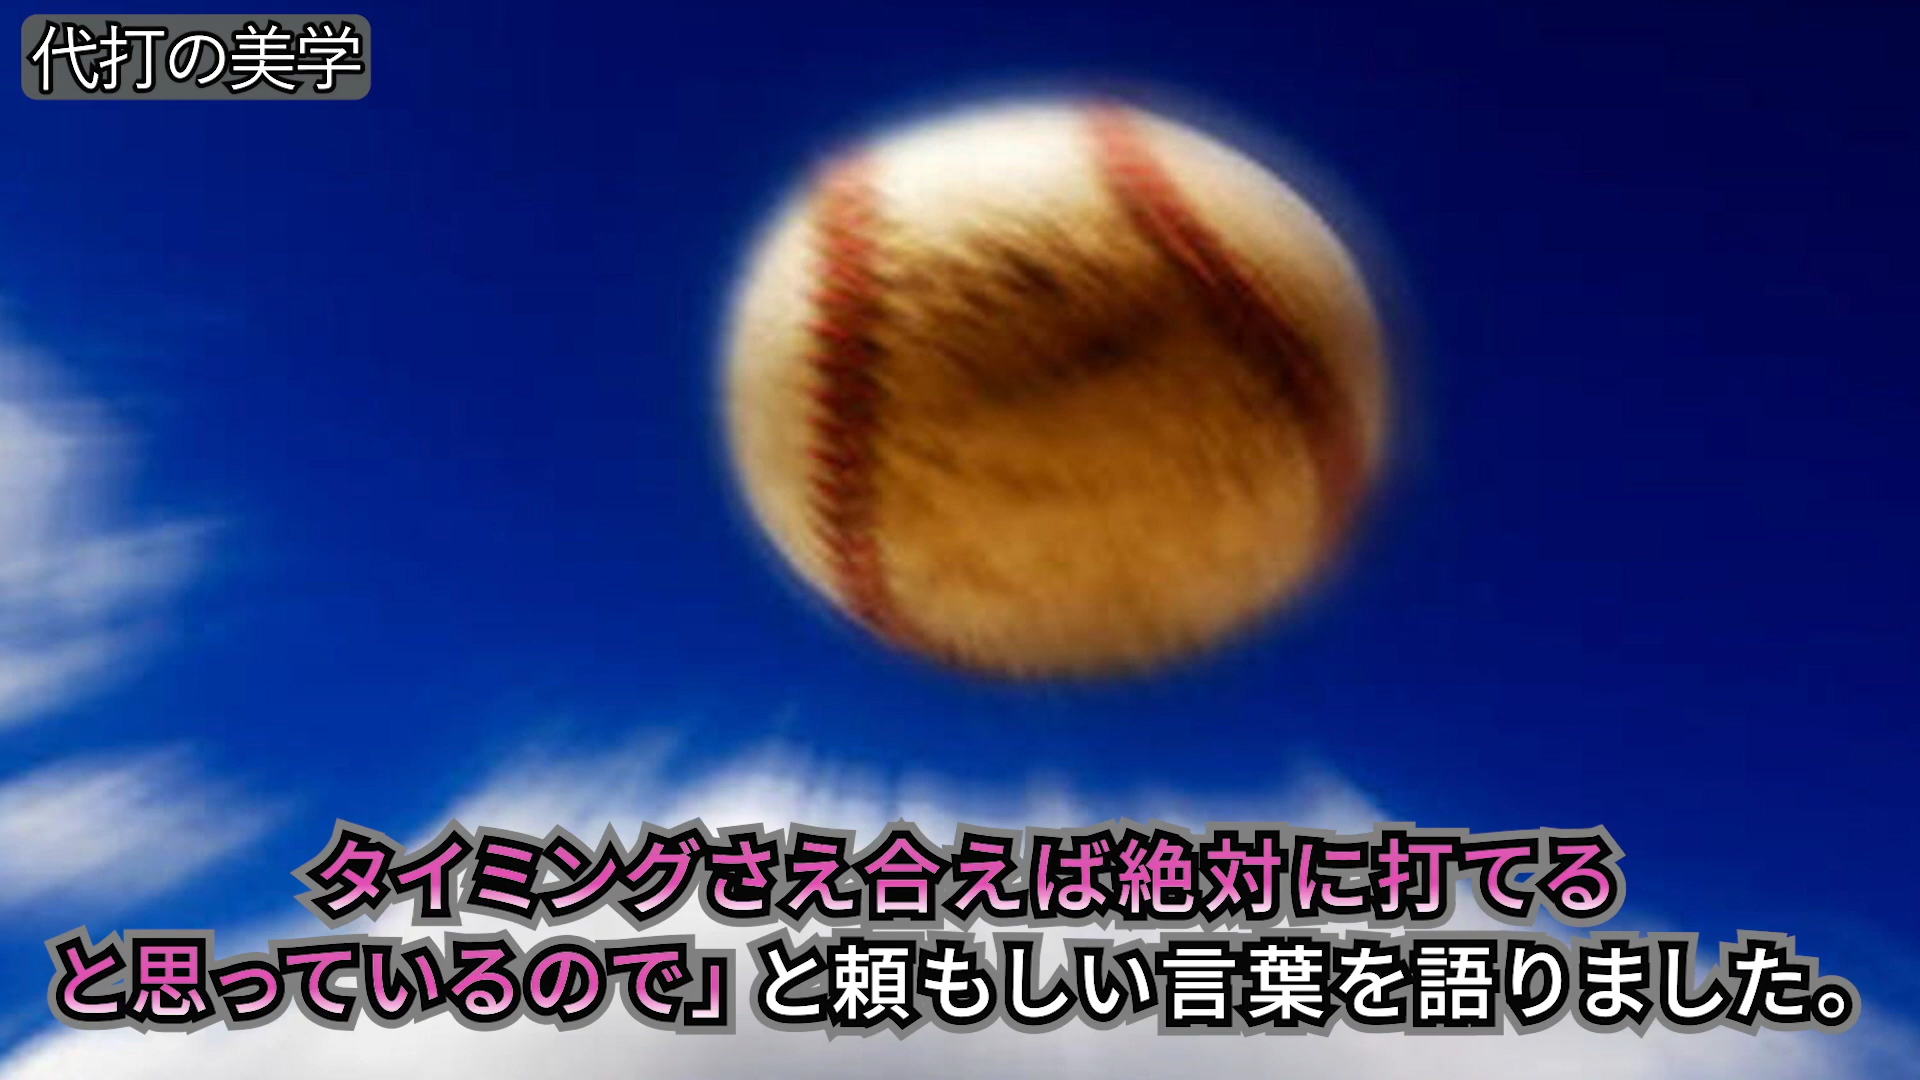 代打の美学
タイミングさえ合えば絶対に打てる
と思っているので」と頼もしい言葉を語りました。